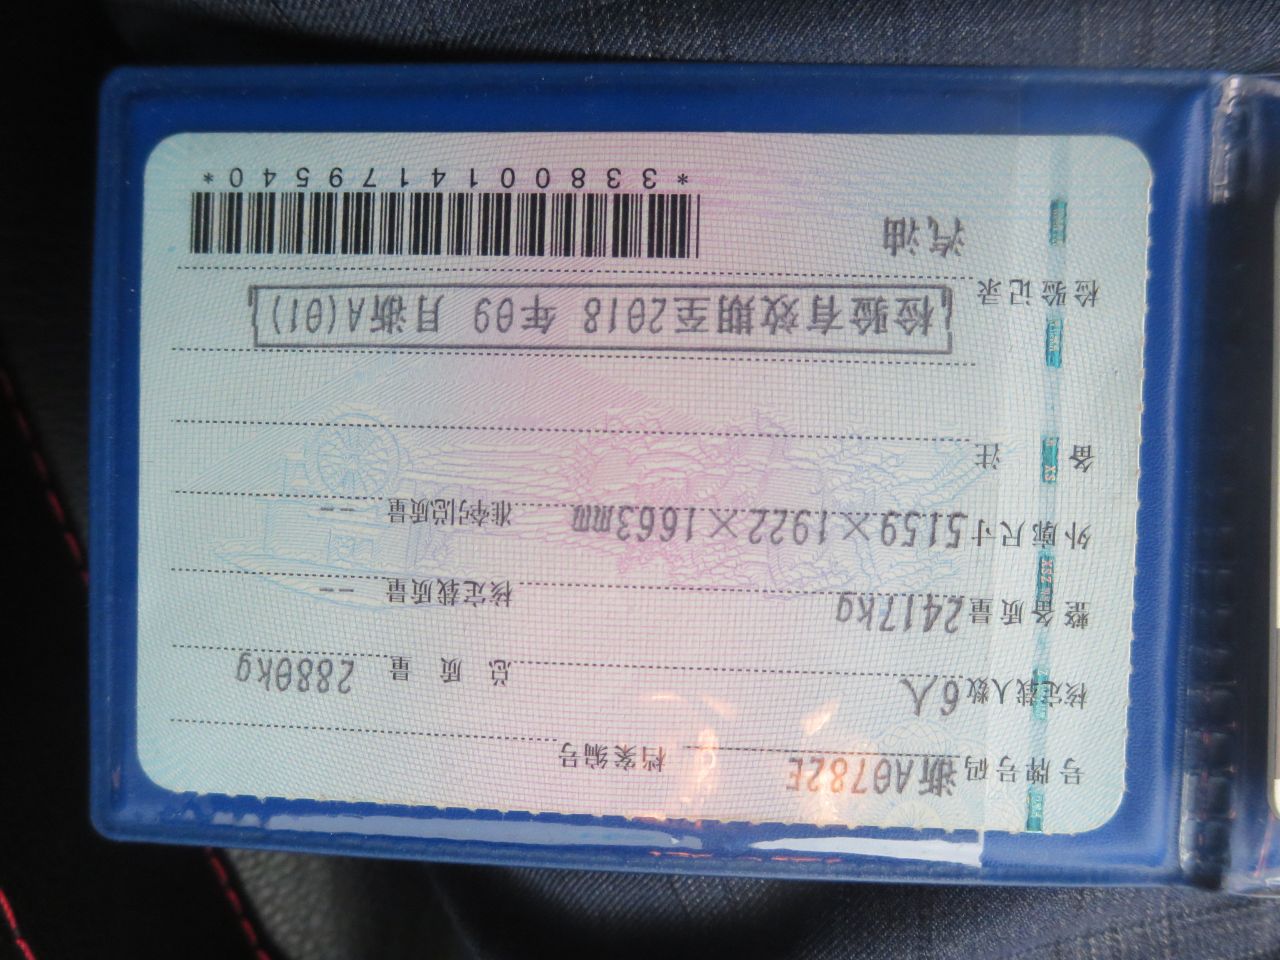 号牌号码 浙A0782E 档案编号
核定载人数 6人 总质量 2880kg
整备质量 2417kg 核定载质量 --
外廓尺寸 5159×1922×1663mm 准牵引总质量 --
备注
检验记录 检验有效期至2018 年09 月浙A(01)
汽油
*3380014179540*